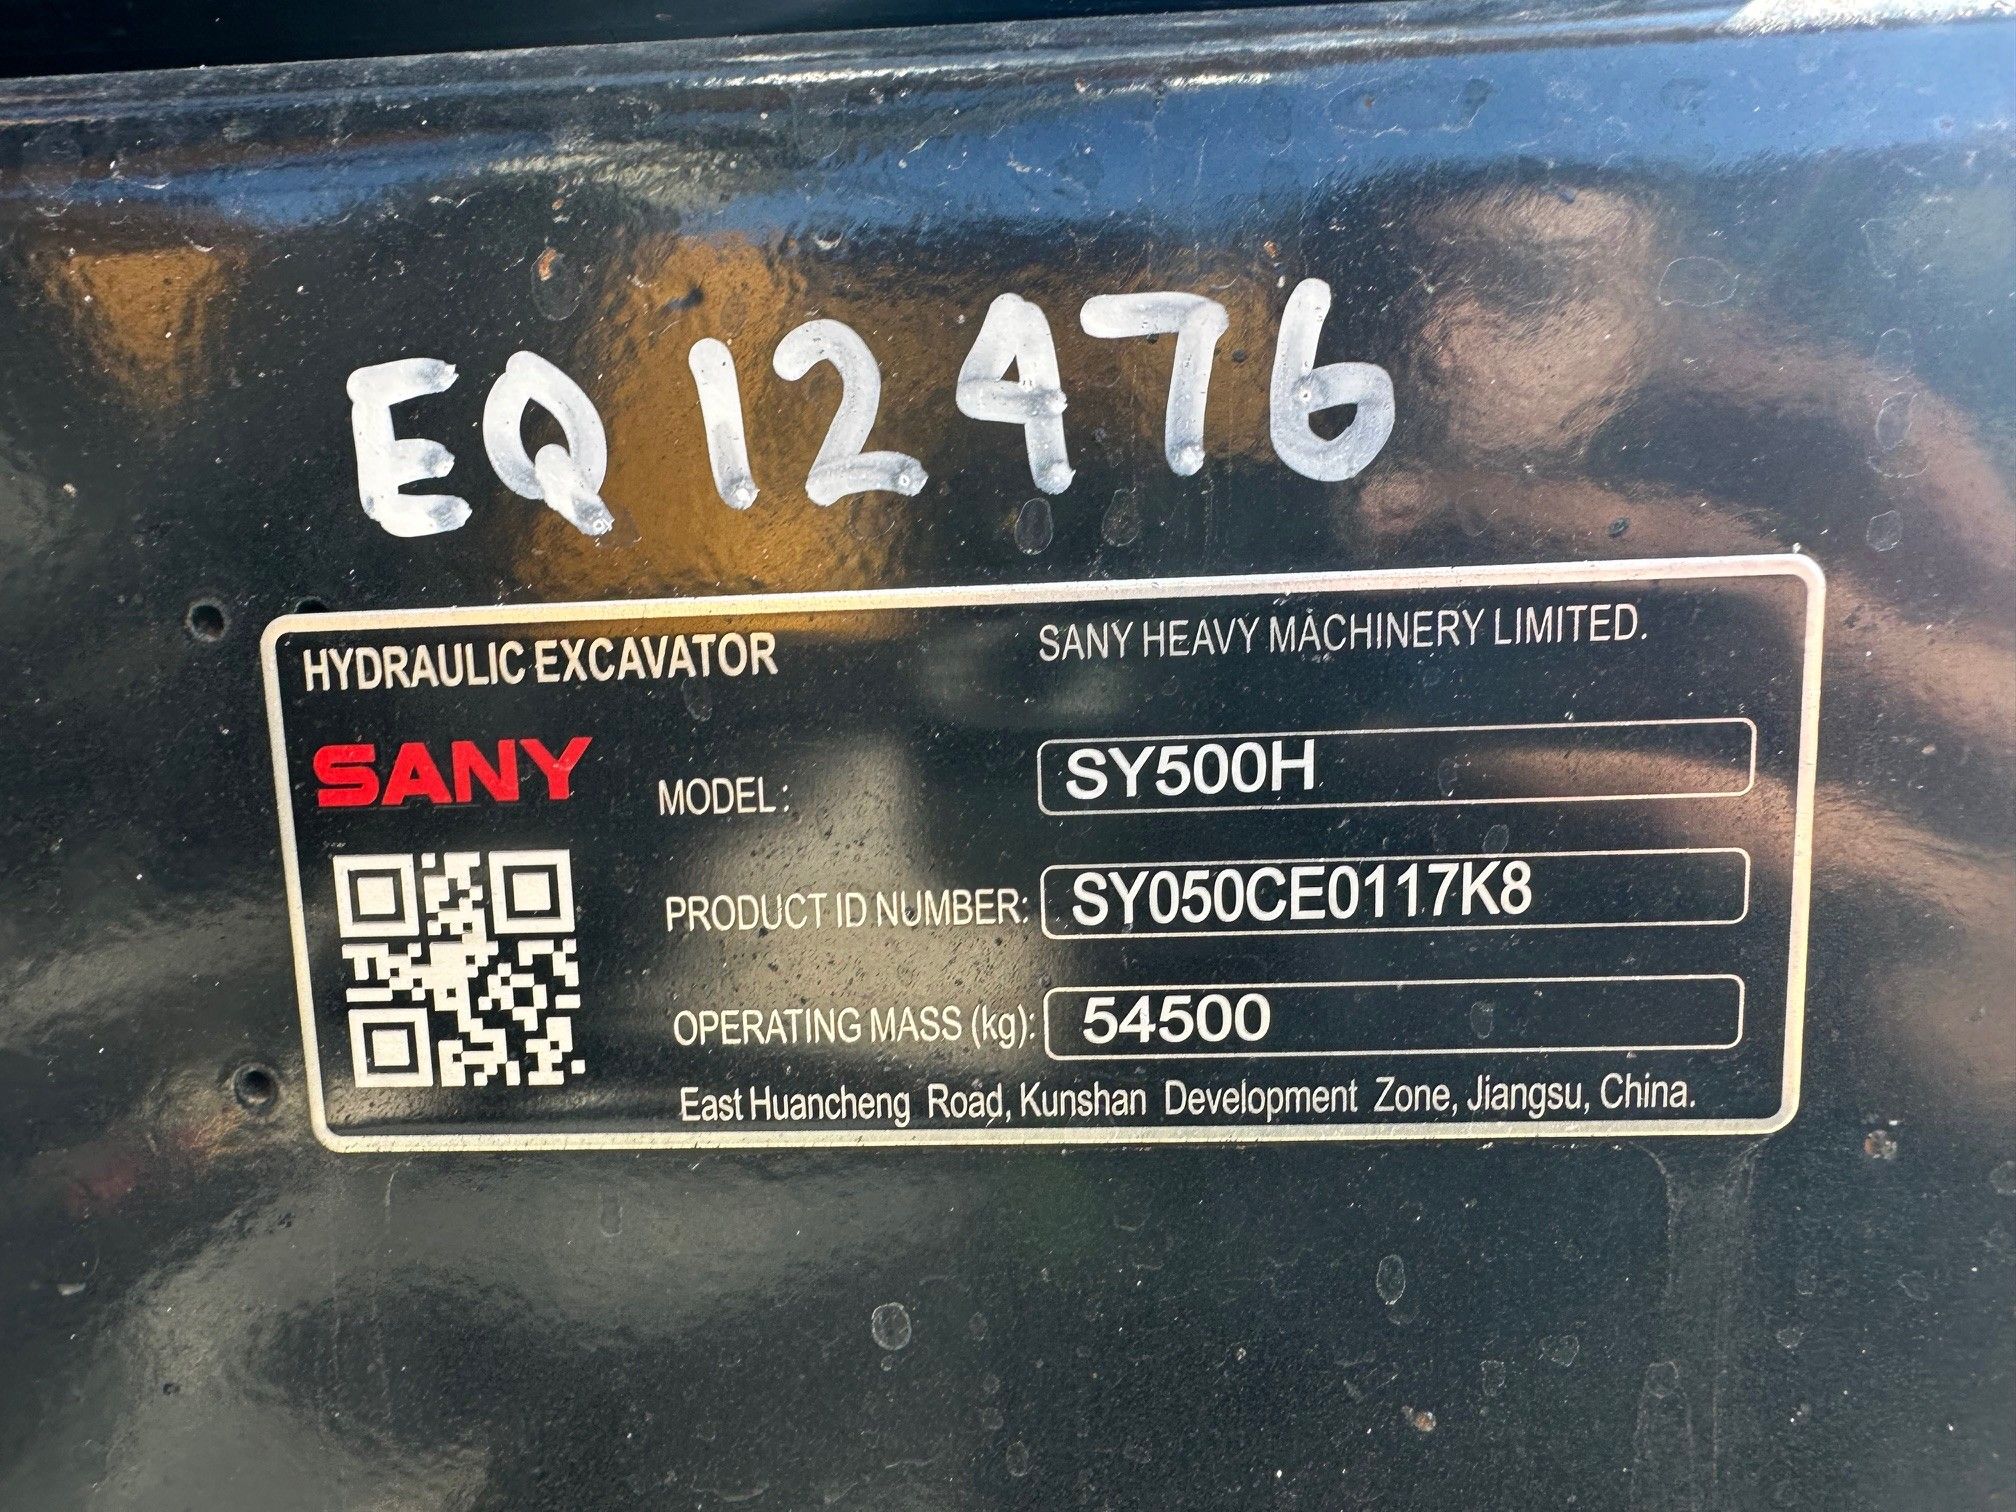 EQ 12476
HYDRAULIC EXCAVATOR
SANY HEAVY MACHINERY LIMITED.
SANY
MODEL: SY500H
PRODUCT ID NUMBER: SY050CE0117K8
OPERATING MASS (kg): 54500
East Huancheng Road, Kunshan Development Zone, Jiangsu, China.